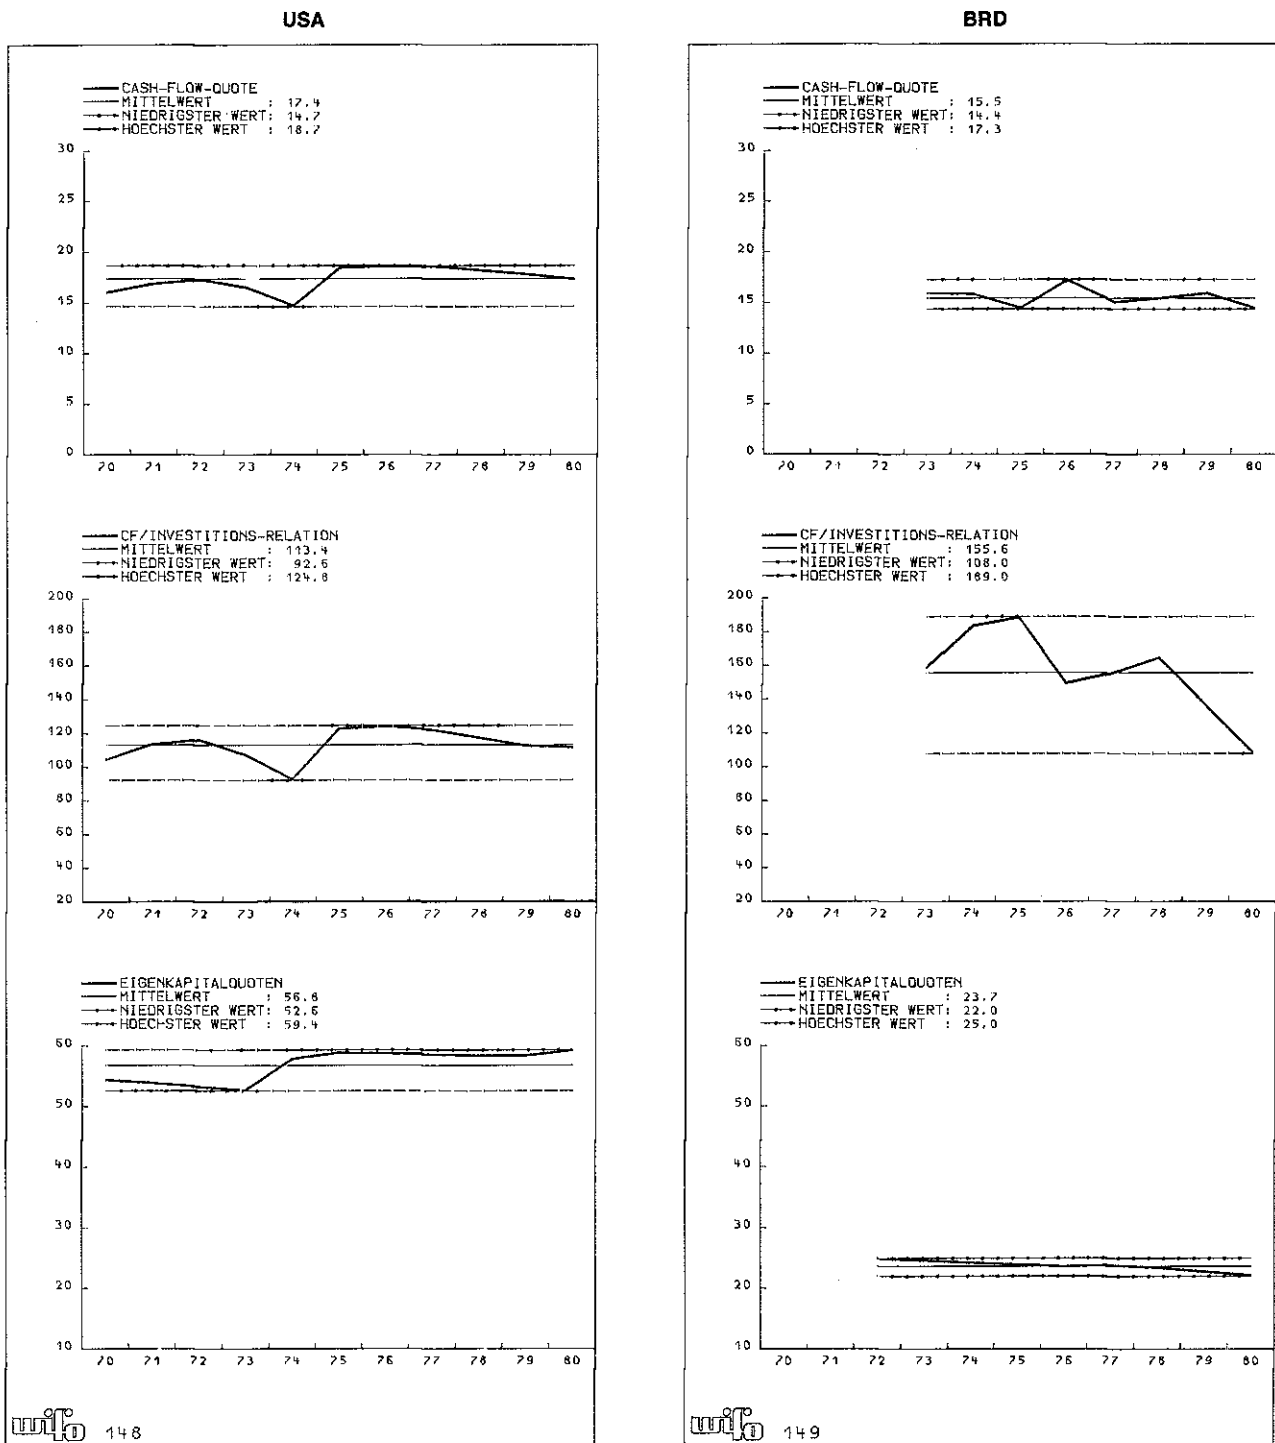 USA
CASH-FLOW-QUOTE
MITTELWERT : 17.4
NIEDRIGSTER WERT: 14.7
HOECHSTER WERT : 18.7
30
25
20
15
10
5
0
70 71 72 73 74 75 76 77 78 79 80
CF/INVESTITIONS-RELATION
MITTELWERT : 113.4
NIEDRIGSTER WERT: 92.6
HOECHSTER WERT : 124.8
200
180
160
140
120
100
80
60
40
20
70 71 72 73 74 75 76 77 78 79 80
EIGENKAPITALQUOTEN
MITTELWERT : 56.8
NIEDRIGSTER WERT: 52.6
HOECHSTER WERT : 59.4
60
50
40
30
20
10
70 71 72 73 74 75 76 77 78 79 80
wifo 148
BRD
CASH-FLOW-QUOTE
MITTELWERT : 15.5
NIEDRIGSTER WERT: 14.4
HOECHSTER WERT : 17.3
30
25
20
15
10
5
0
70 71 72 73 74 75 76 77 78 79 80
CF/INVESTITIONS-RELATION
MITTELWERT : 155.6
NIEDRIGSTER WERT: 108.0
HOECHSTER WERT : 189.0
200
180
160
140
120
100
80
60
40
20
70 71 72 73 74 75 76 77 78 79 80
EIGENKAPITALQUOTEN
MITTELWERT : 23.7
NIEDRIGSTER WERT: 22.0
HOECHSTER WERT : 25.0
60
50
40
30
20
10
70 71 72 73 74 75 76 77 78 79 80
wifo 149